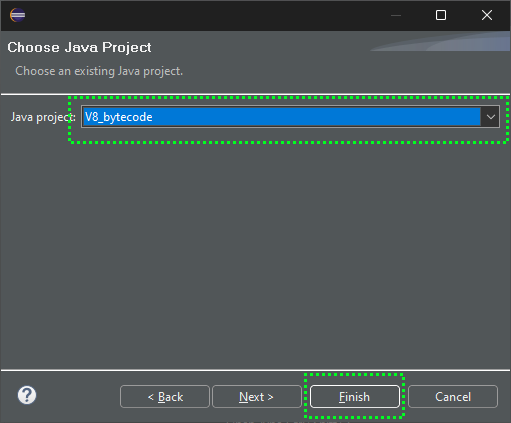 Choose Java Project
Choose an existing Java project.
Java project: V8_bytecode
? < Back Next > Finish Cancel